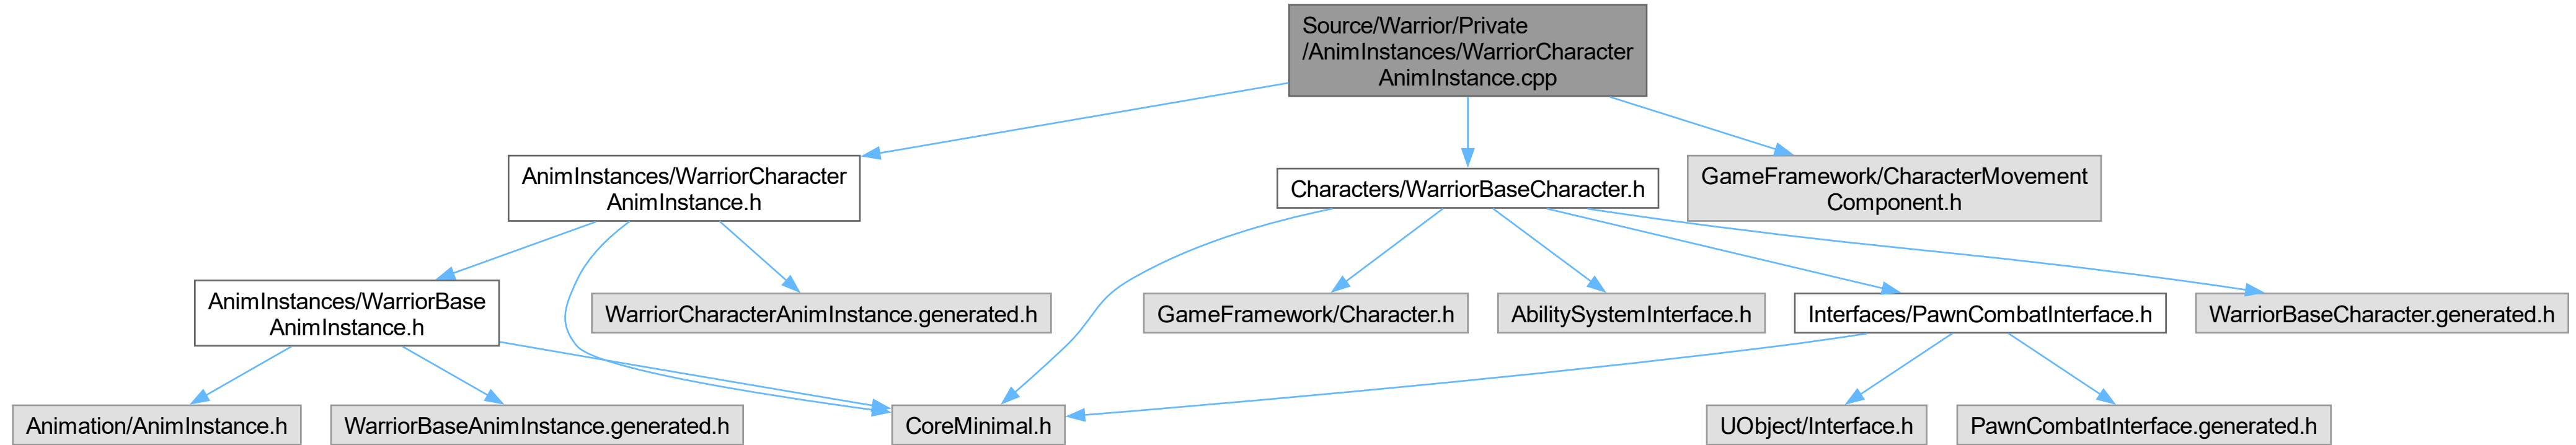 Source/Warrior/Private
/AnimInstances/WarriorCharacter
AnimInstance.cpp
AnimInstances/WarriorCharacter
AnimInstance.h
Characters/WarriorBaseCharacter.h
GameFramework/CharacterMovement
Component.h
AnimInstances/WarriorBase
AnimInstance.h
WarriorCharacterAnimInstance.generated.h
GameFramework/Character.h
AbilitySystemInterface.h
Interfaces/PawnCombatInterface.h
WarriorBaseCharacter.generated.h
Animation/AnimInstance.h
WarriorBaseAnimInstance.generated.h
CoreMinimal.h
UObject/Interface.h
PawnCombatInterface.generated.h